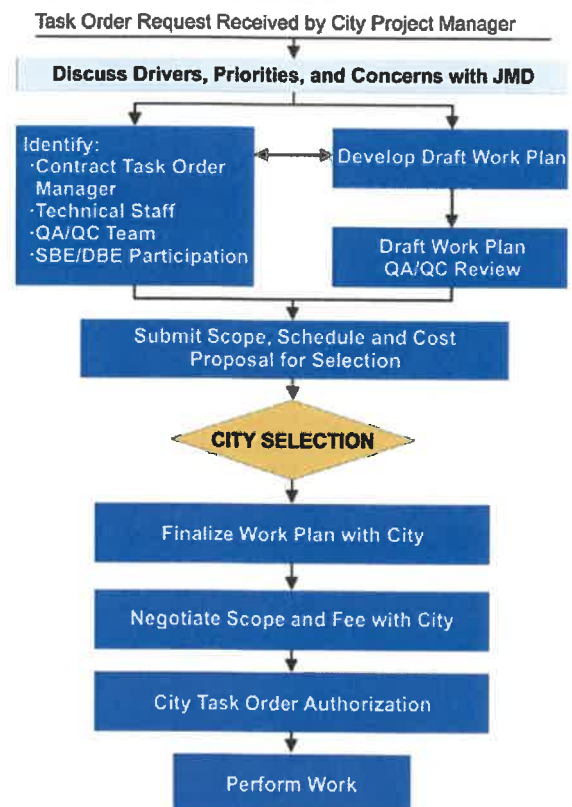 Task Order Request Received by City Project Manager
Discuss Drivers, Priorities, and Concerns with JMD
Identify:
·Contract Task Order
Manager
·Technical Staff
·QA/QC Team
·SBE/DBE Participation
Develop Draft Work Plan
Draft Work Plan
QA/QC Review
Submit Scope, Schedule and Cost
Proposal for Selection
CITY SELECTION
Finalize Work Plan with City
Negotiate Scope and Fee with City
City Task Order Authorization
Perform Work